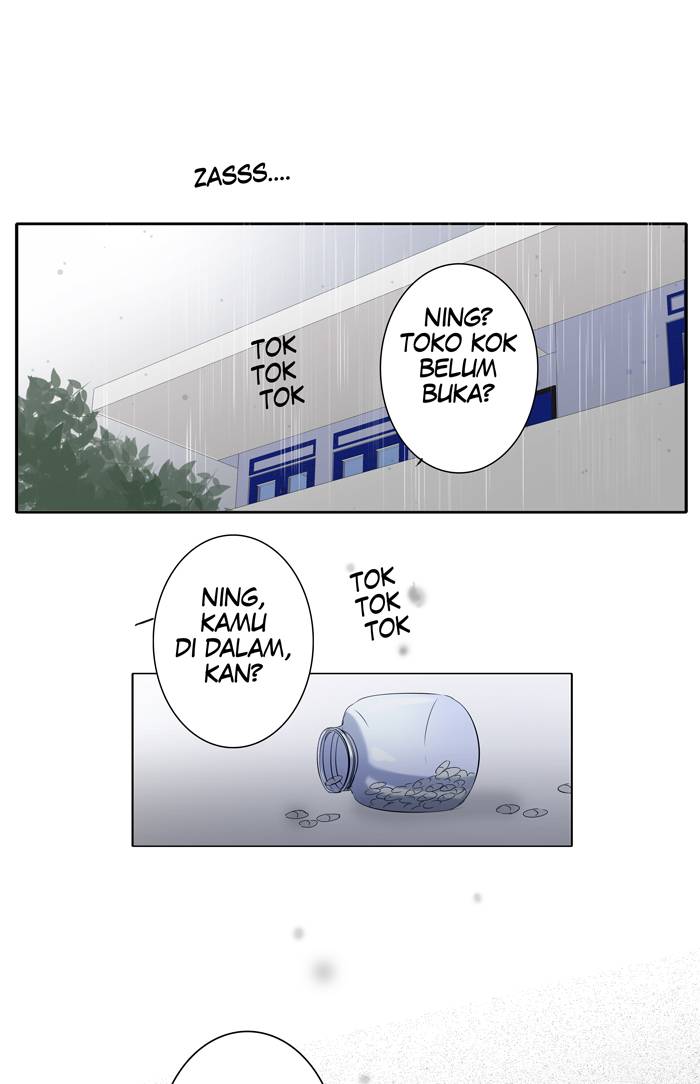 ZASSS....
TOK
TOK
TOK
NING?
TOKO KOK
BELUM
BUKA?
TOK
TOK
TOK
NING,
KAMU
DI DALAM,
KAN?